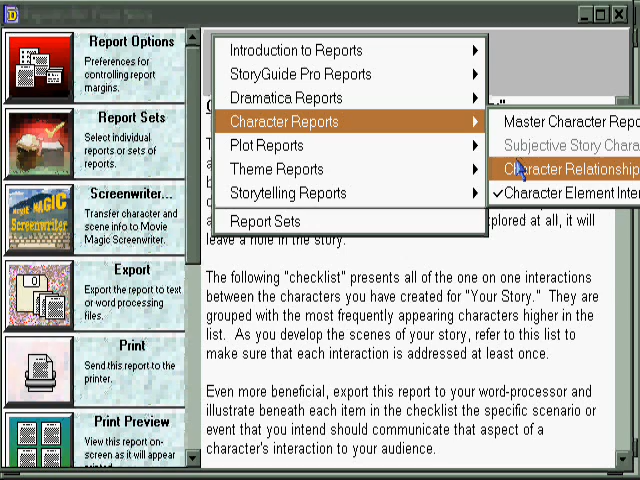 D
Report Options
Preferences for
controlling report
margins.
Report Sets
Select individual
reports or sets of
reports.
Screenwriter...
Transfer character and
scene info to Movie
Magic Screenwriter.
Export
Export the report to text
or word processing
files.
Print
Send this report to the
printer.
Print Preview
View this report on-
screen as it will appear
MAGIC
Screenwriter
Introduction to Reports
StoryGuide Pro Reports
Dramatica Reports
Character Reports
Plot Reports
Theme Reports
Storytelling Reports
Report Sets
Master Character Repo
Subjective Story Chara
Character Relationship
Character Element Inter
xplored at all, it will
leave a hole in the story.
The following "checklist" presents all of the one on one interactions
between the characters you have created for "Your Story." They are
grouped with the most frequently appearing characters higher in the
list. As you develop the scenes of your story, refer to this list to
make sure that each interaction is addressed at least once.
Even more beneficial, export this report to your word-processor and
illustrate beneath each item in the checklist the specific scenario or
event that you intend should communicate that aspect of a
character's interaction to your audience.